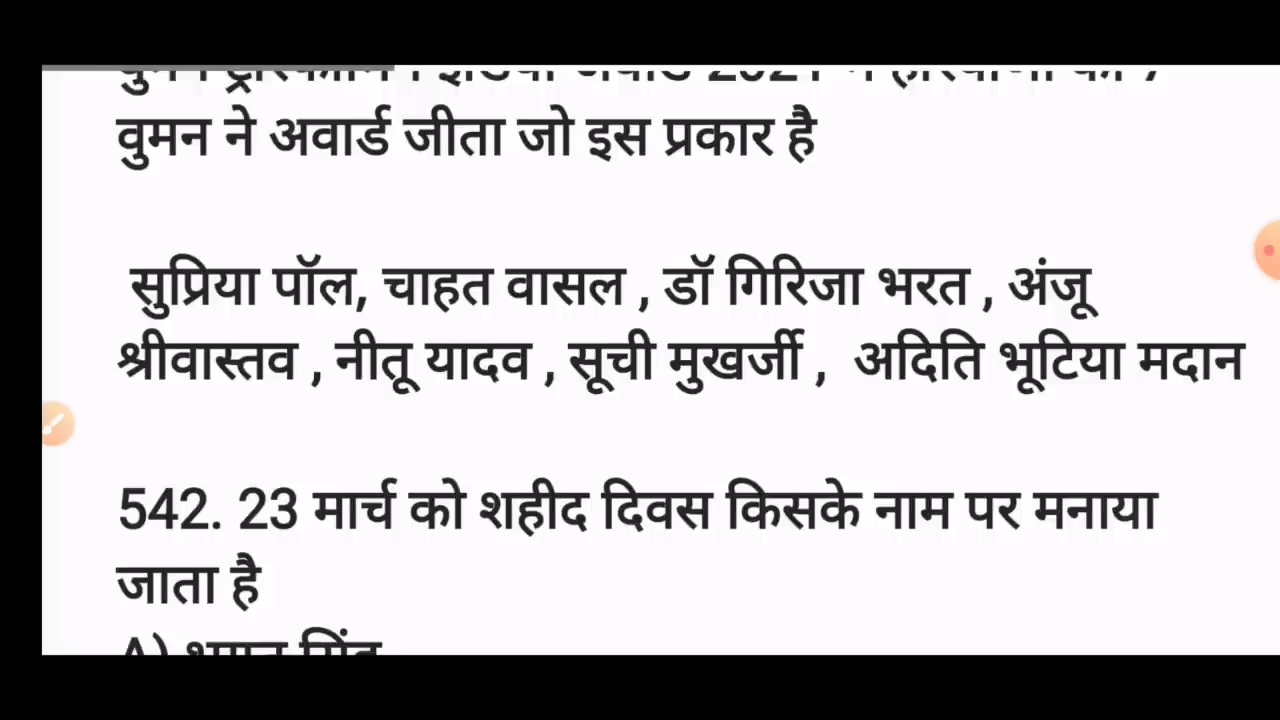 वुमन ने अवार्ड जीता जो इस प्रकार है
सुप्रिया पॉल, चाहत वासल , डॉ गिरिजा भरत , अंजू
श्रीवास्तव , नीतू यादव , सूची मुखर्जी , अदिति भूटिया मदान
542. 23 मार्च को शहीद दिवस किसके नाम पर मनाया
जाता है